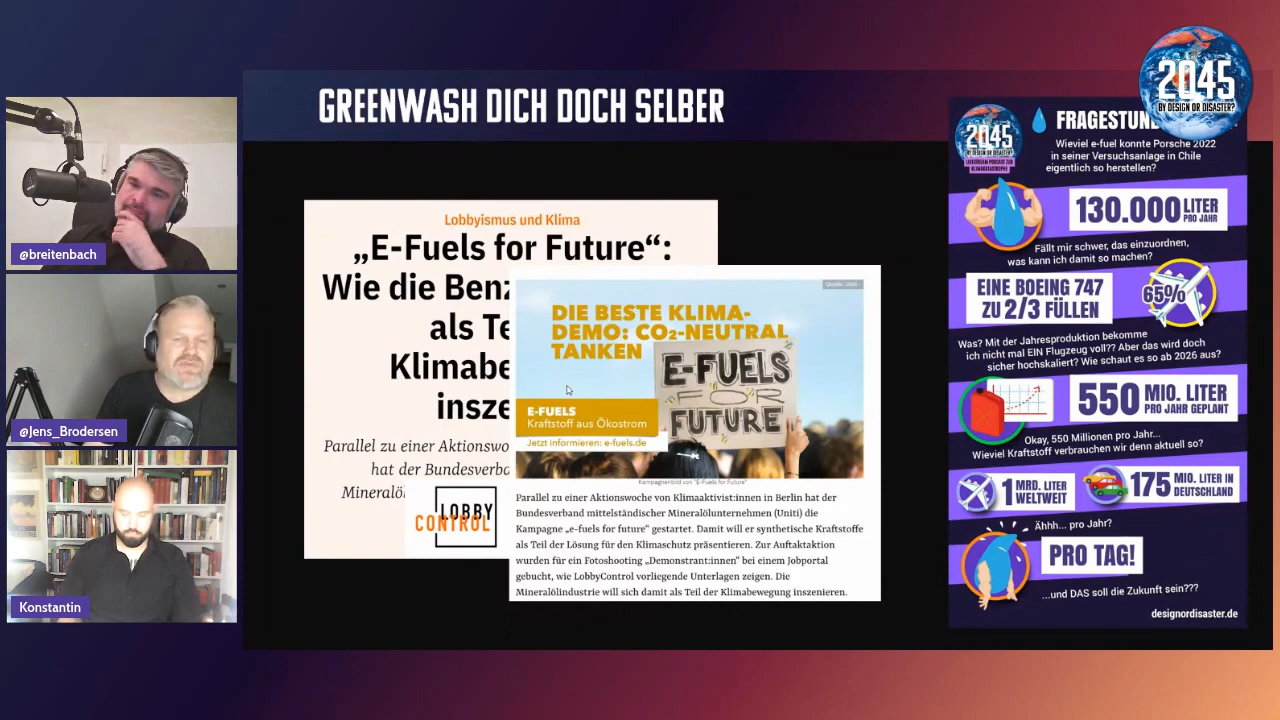 GREENWASH DICH DOCH SELBER
@breitenbach
@Jens_Brodersen
Konstantin
Lobbyismus und Klima
„E-Fuels for Future“:
Wie die Benz
als Te
Klimabe
insze
Parallel zu einer Aktionswo
hat der Bundesverba
Mineralöl
LOBBY
CONTROL
DIE BESTE KLIMA-
DEMO: CO₂-NEUTRAL
TANKEN
E-FUELS
FOR
FUTURE
E-FUELS
Kraftstoff aus Ökostrom
Jetzt informieren: e-fuels.de
Kampagnenbild von "E-Fuels for Future"
Parallel zu einer Aktionswoche von Klimaaktivist:innen in Berlin hat der
Bundesverband mittelständischer Mineralölunternehmen (Uniti) die
Kampagne „e-fuels for future“ gestartet. Damit will er synthetische Kraftstoffe
als Teil der Lösung für den Klimaschutz präsentieren. Zur Auftaktaktion
wurden für ein Fotoshooting „Demonstrant:innen“ bei einem Jobportal
gebucht, wie LobbyControl vorliegende Unterlagen zeigen. Die
Mineralölindustrie will sich damit als Teil der Klimabewegung inszenieren.
2045
BY DESIGN OR DISASTER?
2045
BY DESIGN OR DISASTER?
FRAGESTUN
Wieviel e-fuel konnte Porsche 2022
in seiner Versuchsanlage in Chile
eigentlich so herstellen?
130.000 LITER
PRO JAHR
Fällt mir schwer, das einzuordnen,
was kann ich damit so machen?
EINE BOEING 747
ZU 2/3 FÜLLEN
65%
Was? Mit der Jahresproduktion bekomme
ich nicht mal EIN Flugzeug voll?? Aber das wird doch
sicher hochskaliert? Wie schaut es so ab 2026 aus?
550 MIO. LITER
PRO JAHR GEPLANT
Okay, 550 Millionen pro Jahr...
Wieviel Kraftstoff verbrauchen wir denn aktuell so?
1 MRD. LITER
WELTWEIT
175 MIO. LITER IN
DEUTSCHLAND
Ähhh... pro Jahr?
PRO TAG!
...und DAS soll die Zukunft sein???
designordisaster.de